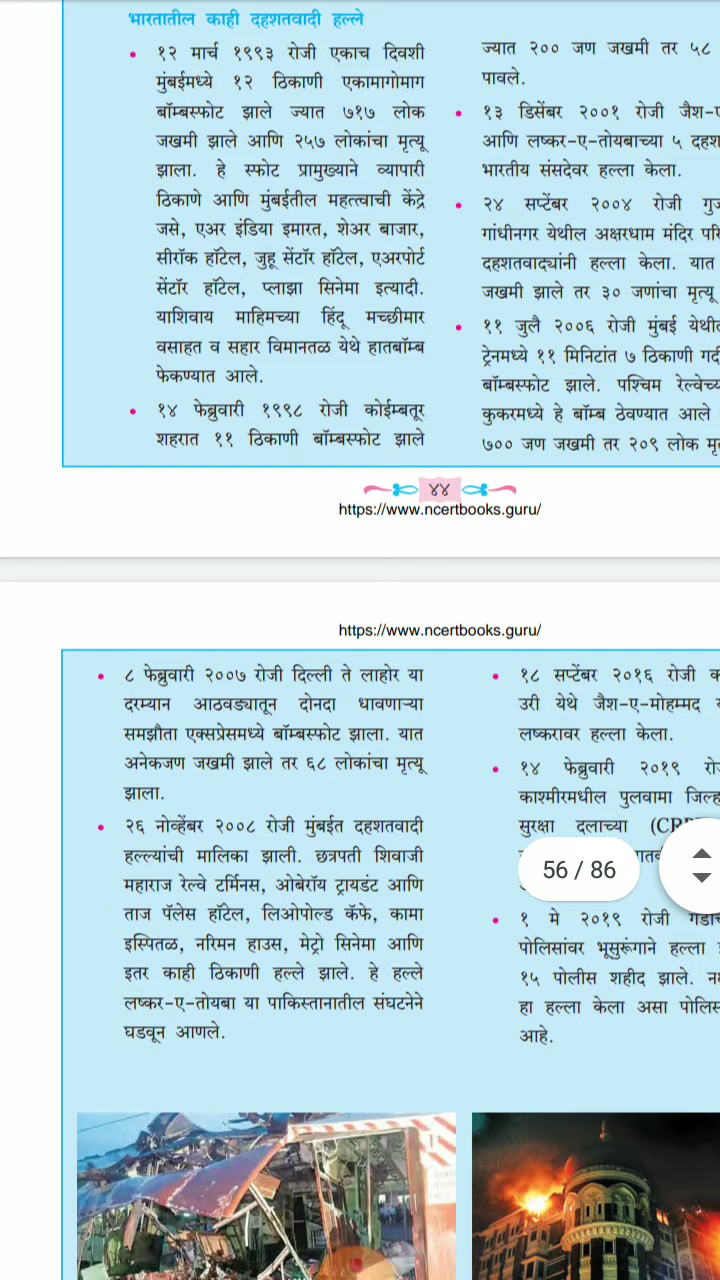 भारतातील काही दहशतवादी हल्ले
• १२ मार्च १९९३ रोजी एकाच दिवशी
मुंबईमध्ये १२ ठिकाणी एकामागोमाग
बॉम्बस्फोट झाले ज्यात ७१७ लोक
जखमी झाले आणि २५७ लोकांचा मृत्यू
झाला. हे स्फोट प्रामुख्याने व्यापारी
ठिकाणे आणि मुंबईतील महत्त्वाची केंद्रे
जसे, एअर इंडिया इमारत, शेअर बाजार,
सीरॉक हॉटेल, जुहू सेंटॉर हॉटेल, एअरपोर्ट
सेंटॉर हॉटेल, प्लाझा सिनेमा इत्यादी.
याशिवाय माहिमच्या हिंदू मच्छीमार
वसाहत व सहार विमानतळ येथे हातबॉम्ब
फेकण्यात आले.
• १४ फेब्रुवारी १९९८ रोजी कोईम्बतूर
शहरात ११ ठिकाणी बॉम्बस्फोट झाले
ज्यात २०० जण जखमी तर ५८
पावले.
• १३ डिसेंबर २००१ रोजी जैश-ए
आणि लष्कर-ए-तोयबाच्या ५ दहश
भारतीय संसदेवर हल्ला केला.
• २४ सप्टेंबर २००४ रोजी गुज
गांधीनगर येथील अक्षरधाम मंदिर परि
दहशतवाद्यांनी हल्ला केला. यात
जखमी झाले तर ३० जणांचा मृत्यू
• ११ जुलै २००६ रोजी मुंबई येथील
ट्रेनमध्ये ११ मिनिटांत ७ ठिकाणी गर्दी
बॉम्बस्फोट झाले. पश्चिम रेल्वेच्य
कुकरमध्ये हे बॉम्ब ठेवण्यात आले
७०० जण जखमी तर २०९ लोक मृ
४४
https://www.ncertbooks.guru/
https://www.ncertbooks.guru/
• ८ फेब्रुवारी २००७ रोजी दिल्ली ते लाहोर या
दरम्यान आठवड्यातून दोनदा धावणाऱ्या
समझौता एक्सप्रेसमध्ये बॉम्बस्फोट झाला. यात
अनेकजण जखमी झाले तर ६८ लोकांचा मृत्यू
झाला.
• २६ नोव्हेंबर २००८ रोजी मुंबईत दहशतवादी
हल्ल्यांची मालिका झाली. छत्रपती शिवाजी
महाराज रेल्वे टर्मिनस, ओबेरॉय ट्रायडंट आणि
ताज पॅलेस हॉटेल, लिओपोल्ड कॅफे, कामा
इस्पितळ, नरिमन हाउस, मेट्रो सिनेमा आणि
इतर काही ठिकाणी हल्ले झाले. हे हल्ले
लष्कर-ए-तोयबा या पाकिस्तानातील संघटनेने
घडवून आणले.
• १८ सप्टेंबर २०१६ रोजी क
उरी येथे जैश-ए-मोहम्मद
लष्करावर हल्ला केला.
• १४ फेब्रुवारी २०१९ रो
काश्मीरमधील पुलवामा जिल्ह
सुरक्षा दलाच्या
56 / 86
• १ मे २०१९ रोजी गडचि
पोलिसांवर भूसुरूंगाने हल्ला
१५ पोलीस शहीद झाले. न
हा हल्ला केला असा पोलिस
आहे.